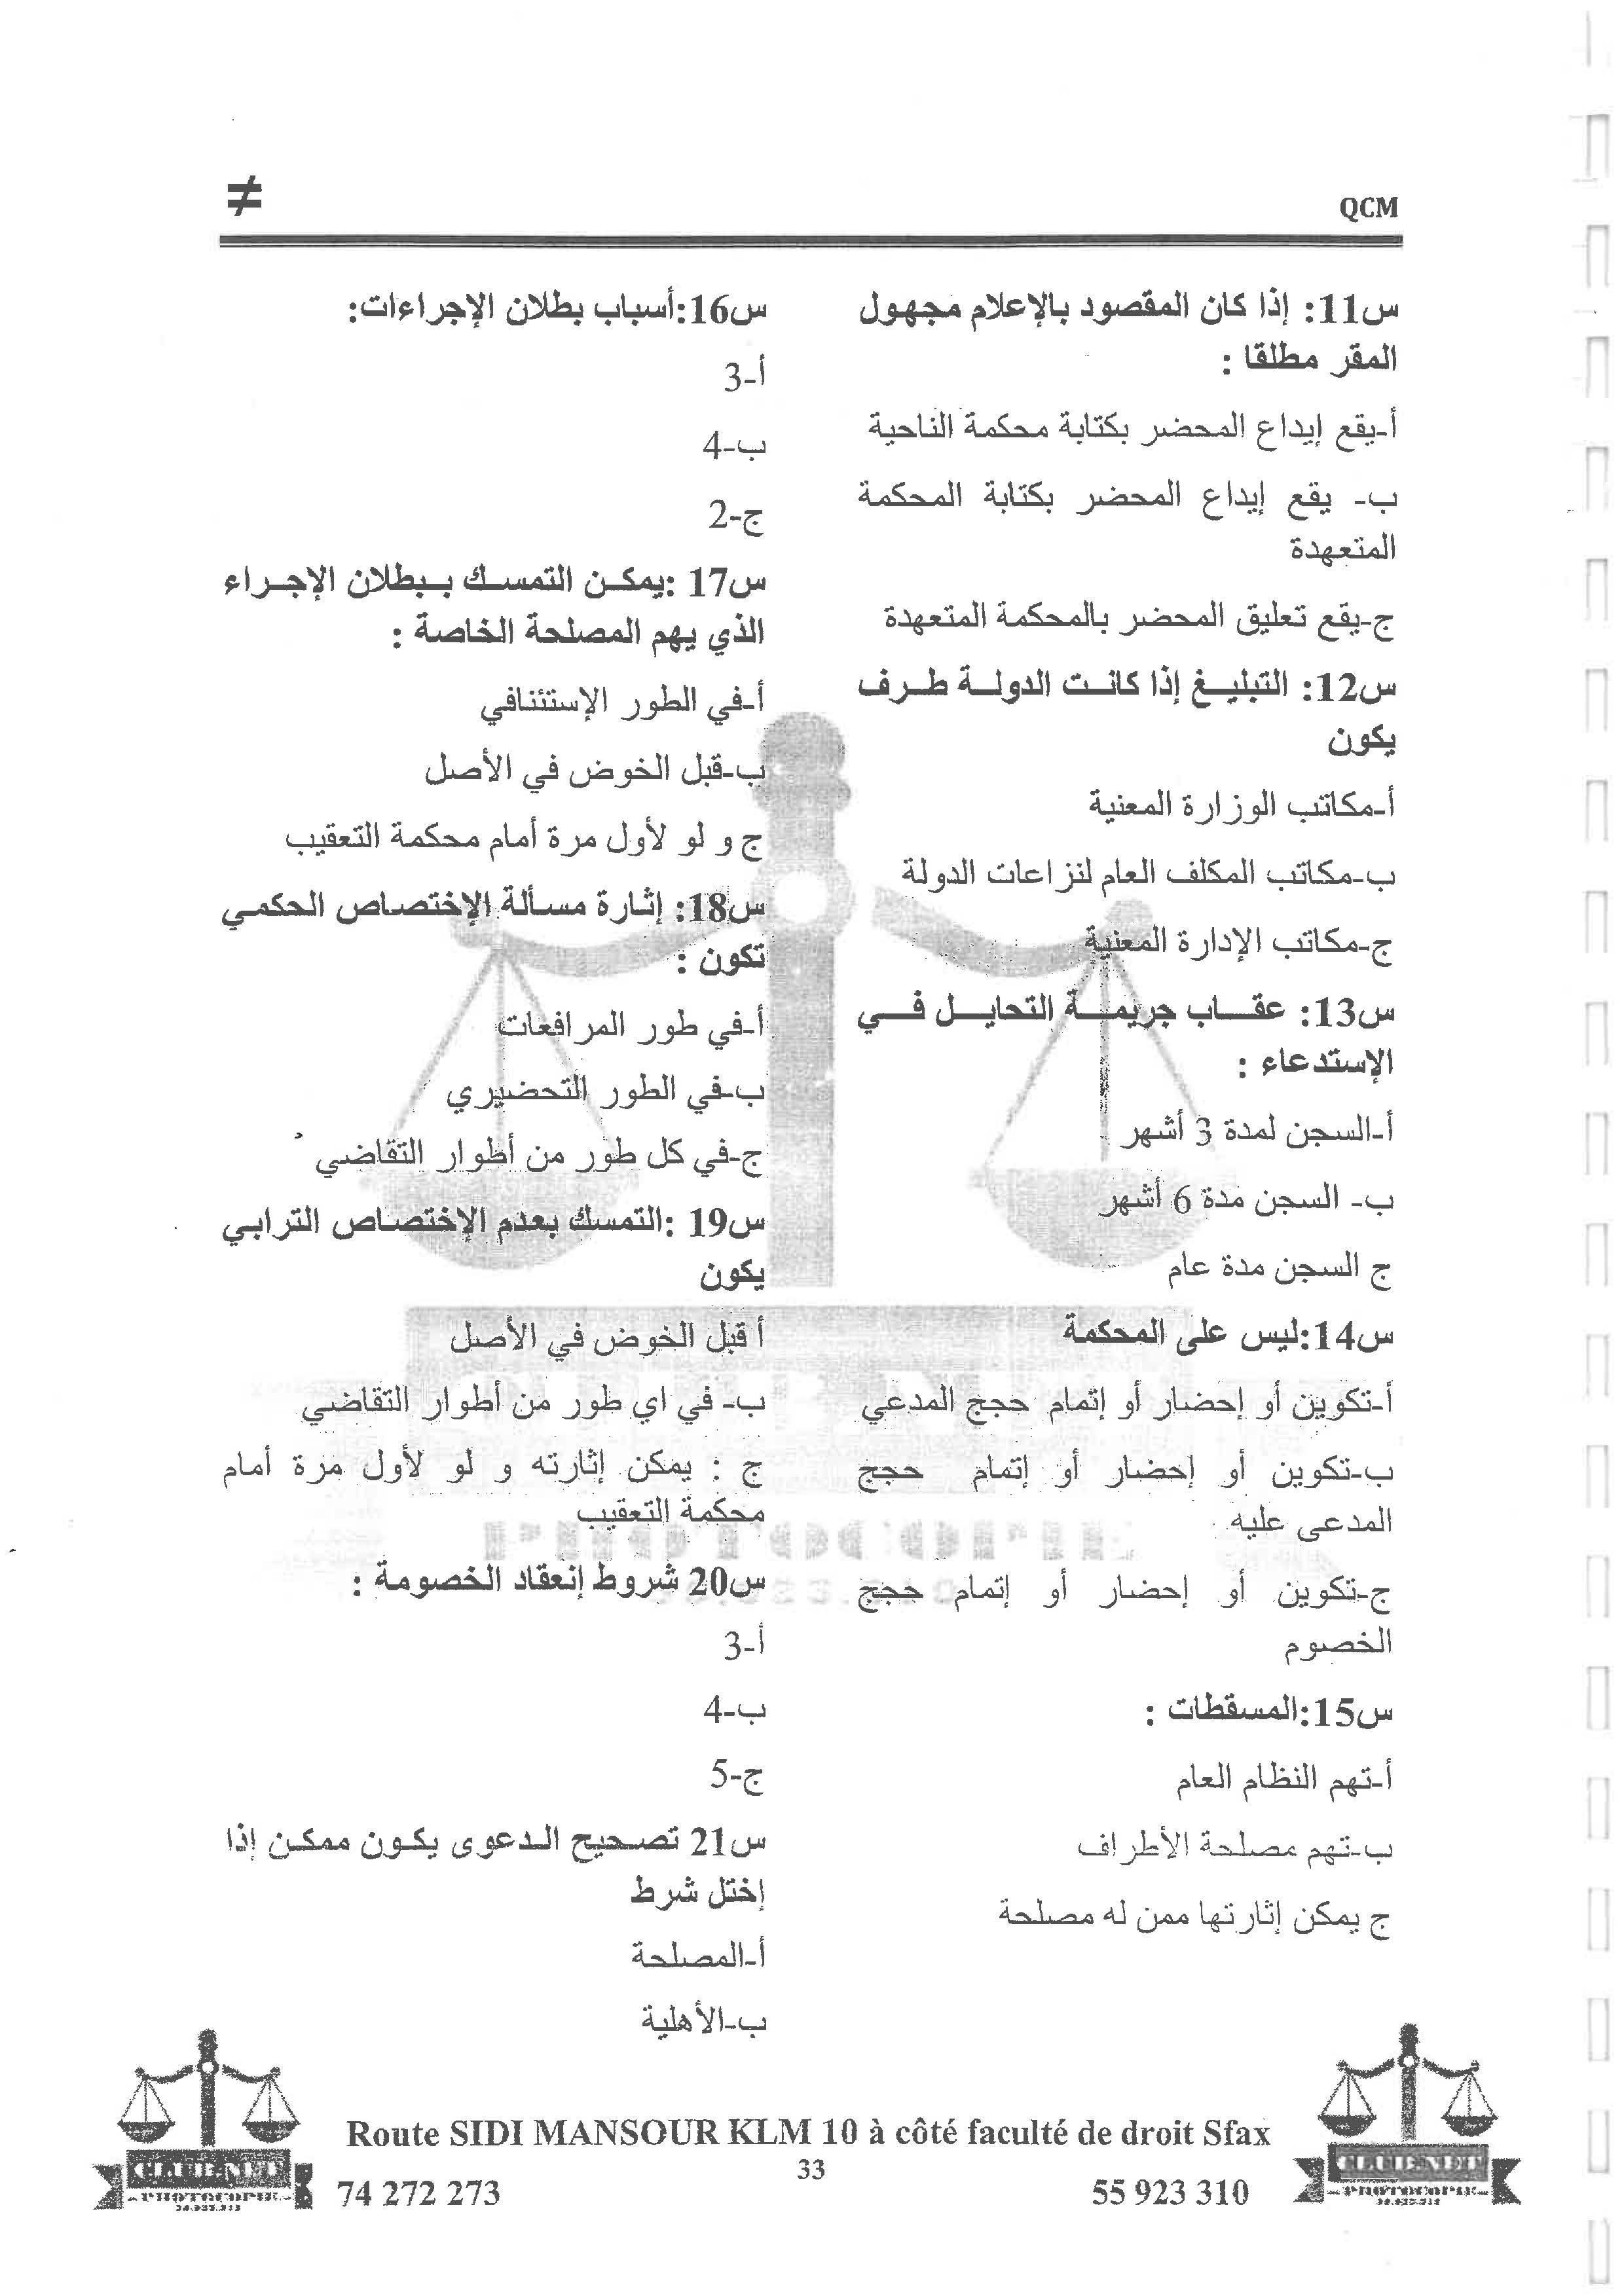 QCM
≠
س11: إذا كان المقصود بالإعلام مجهول
المقر مطلقا :
أ-يقع إيداع المحضر بكتابة محكمة الناحية
ب- يقع إيداع المحضر بكتابة المحكمة
المتعهدة
ج-يقع تعليق المحضر بالمحكمة المتعهدة
س12: التبليغ إذا كانت الدولة طرف
يكون
أ-مكاتب الوزارة المعنية
ب-مكاتب المكلف العام لنزاعات الدولة
ج-مكاتب الإدارة المعنية
س13: عقاب جريمة التحايل في
الإستدعاء :
أ-السجن لمدة 3 أشهر
ب- السجن مدة 6 أشهر
ج السجن مدة عام
س14:ليس على المحكمة
أ-تكوين أو إحضار أو إتمام حجج المدعي
ب-تكوين أو إحضار أو إتمام حجج
المدعى عليه
ج-تكوين أو إحضار أو إتمام حجج
الخصوم
س15:المسقطات :
أ-تهم النظام العام
ب-تهم مصلحة الأطراف
ج يمكن إثارتها ممن له مصلحة
س16:أسباب بطلان الإجراءات:
أ-3
ب-4
ج-2
س17 :يمكن التمسك ببطلان الإجراء
الذي يهم المصلحة الخاصة :
أ-في الطور الإستئنافي
ب-قبل الخوض في الأصل
ج و لو لأول مرة أمام محكمة التعقيب
س18: إثارة مسألة الإختصاص الحكمي
تكون :
أ-في طور المرافعات
ب-في الطور التحضيري
ج-في كل طور من أطوار التقاضي
س19 :التمسك بعدم الإختصاص الترابي
يكون
أ قبل الخوض في الأصل
ب- في اي طور من أطوار التقاضي
ج : يمكن إثارته و لو لأول مرة أمام
محكمة التعقيب
س20 شروط إنعقاد الخصومة :
أ-3
ب-4
ج-5
س21 تصحيح الدعوى يكون ممكن إذا
إختل شرط
أ-المصلحة
ب-الأهلية
Route SIDI MANSOUR KLM 10 à côté faculté de droit Sfax
33
74 272 273
55 923 310
CLUB.NET
PHOTOCOPIE
CLUB.NET
PHOTOCOPIE